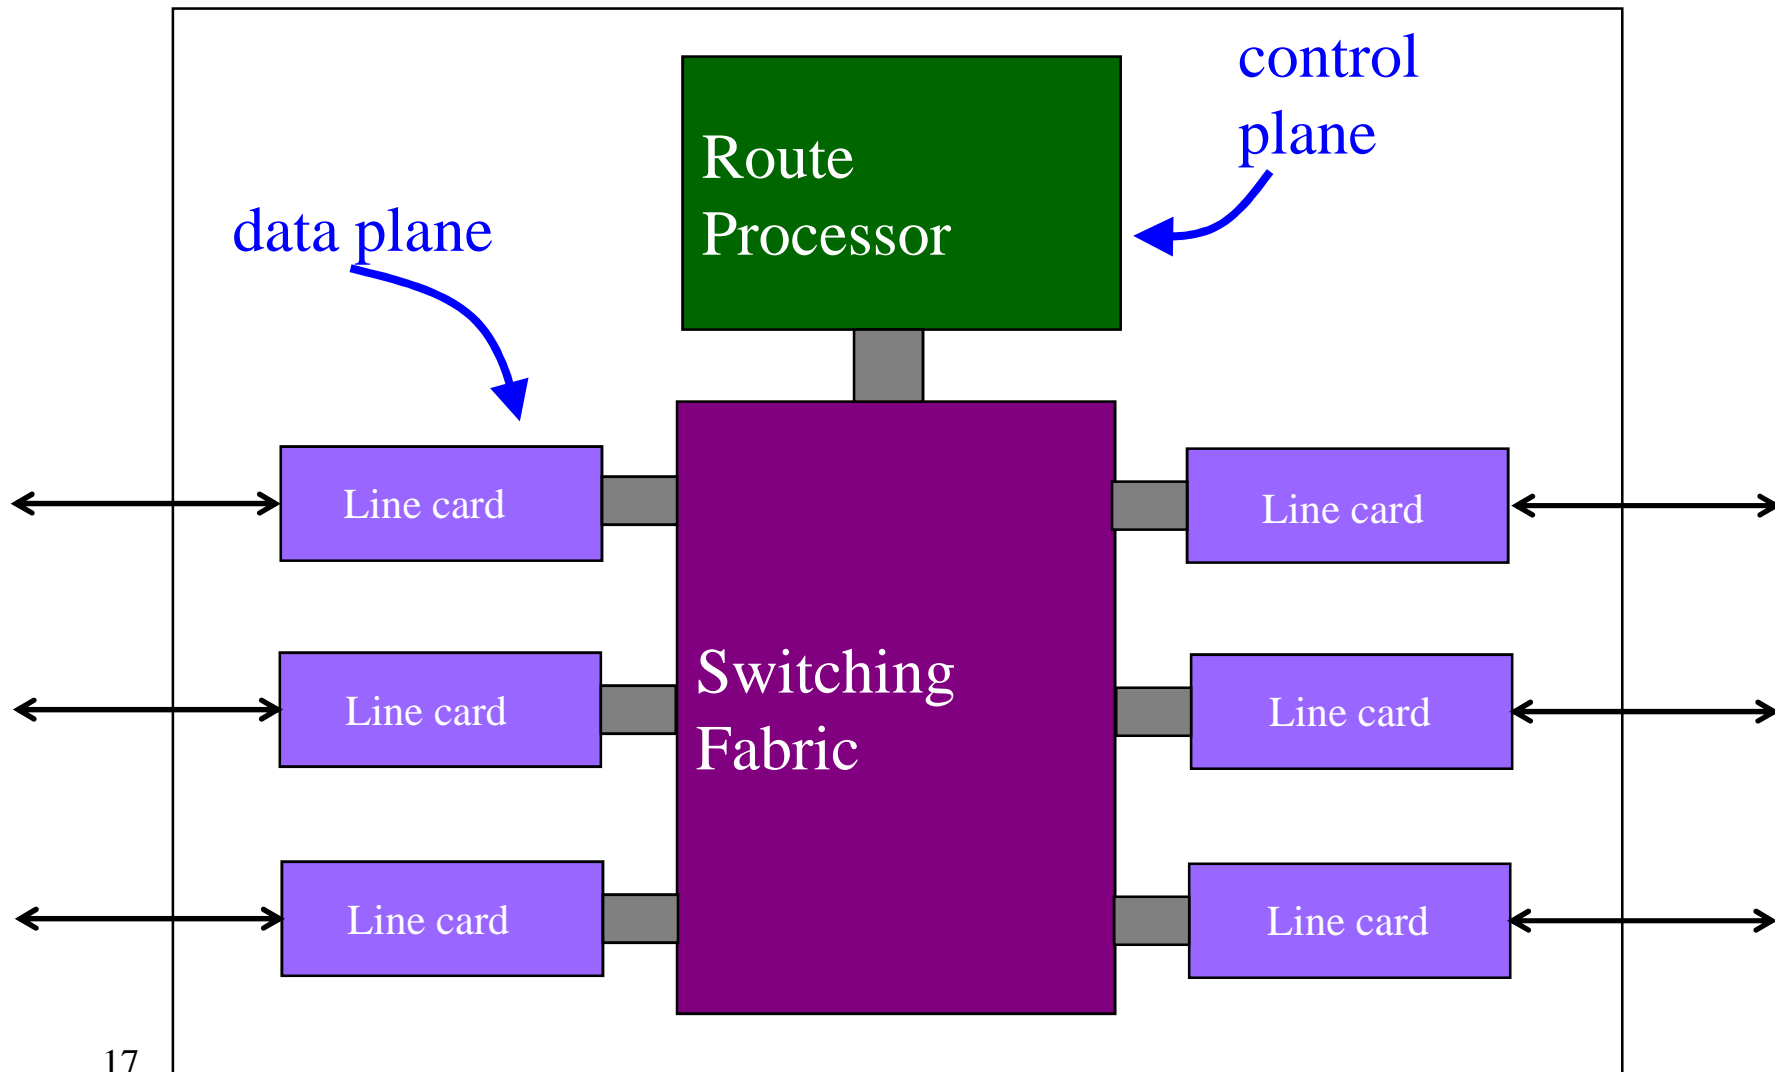 control
plane
Route
Processor
data plane
Line card
Line card
Switching
Fabric
Line card
Line card
Line card
Line card
17